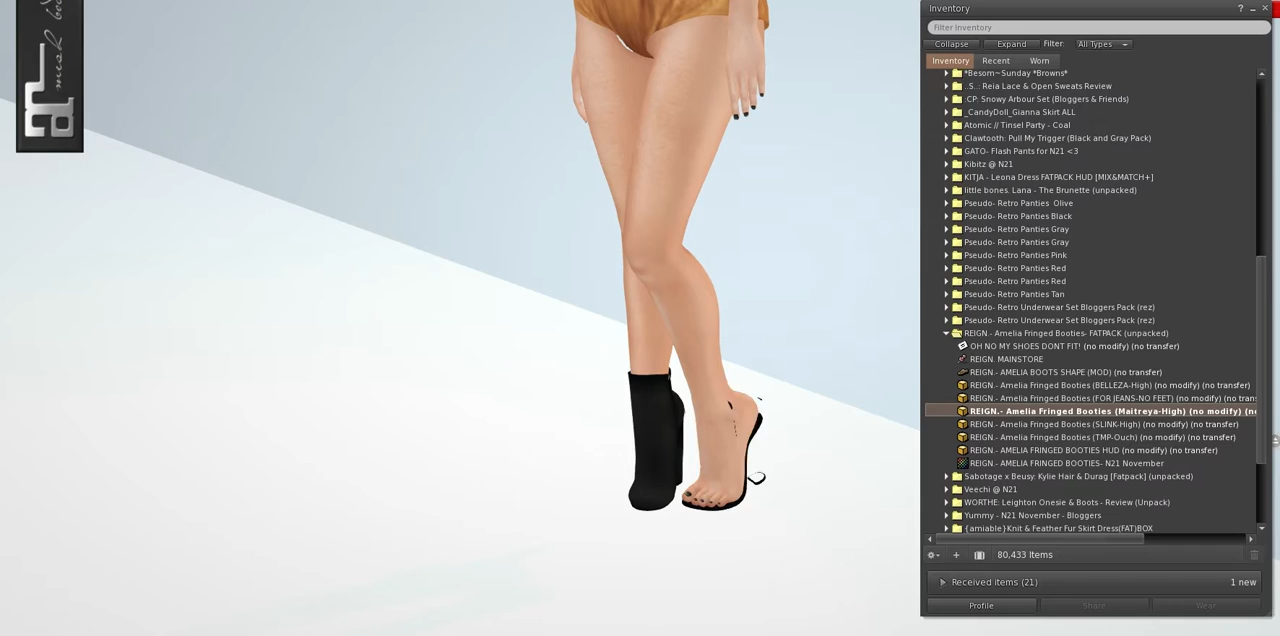 mesh
Inventory
Filter Inventory
Collapse Expand Filter: All Types
Inventory Recent Worn
*Besom~Sunday *Browns*
..S..: Reia Lace & Open Sweats Review
:CP: Snowy Arbour Set (Bloggers & Friends)
_CandyDoll_Gianna Skirt ALL
Atomic // Tinsel Party - Coal
Clawtooth: Pull My Trigger (Black and Gray Pack)
GATO- Flash Pants for N21 <3
Kibitz @ N21
KITJA - Leona Dress FATPACK HUD [MIX&MATCH+]
little bones. Lana - The Brunette (unpacked)
Pseudo- Retro Panties  Olive
Pseudo- Retro Panties Black
Pseudo- Retro Panties Gray
Pseudo- Retro Panties Gray
Pseudo- Retro Panties Pink
Pseudo- Retro Panties Red
Pseudo- Retro Panties Red
Pseudo- Retro Panties Tan
Pseudo- Retro Underwear Set Bloggers Pack (rez)
Pseudo- Retro Underwear Set Bloggers Pack (rez)
REIGN.- Amelia Fringed Booties- FATPACK (unpacked)
OH NO MY SHOES DONT FIT! (no modify) (no transfer)
REIGN. MAINSTORE
REIGN.- AMELIA BOOTS SHAPE (MOD) (no transfer)
REIGN.- Amelia Fringed Booties (BELLEZA-High) (no modify) (no transfer)
REIGN.- Amelia Fringed Booties (FOR JEANS-NO FEET) (no modify) (no tran
REIGN.- Amelia Fringed Booties (Maitreya-High) (no modify) (no
REIGN.- Amelia Fringed Booties (SLINK-High) (no modify) (no transfer)
REIGN.- Amelia Fringed Booties (TMP-Ouch) (no modify) (no transfer)
REIGN.- AMELIA FRINGED BOOTIES HUD (no modify) (no transfer)
REIGN.- AMELIA FRINGED BOOTIES- N21 November
Sabotage x Beusy: Kylie Hair & Durag [Fatpack] (unpacked)
Veechi @ N21
WORTHE: Leighton Onesie & Boots - Review (Unpack)
Yummy - N21 November - Bloggers
{amiable}Knit & Feather Fur Skirt Dress(FAT)BOX
80,433 Items
Received items (21) 1 new
Profile Share Wear